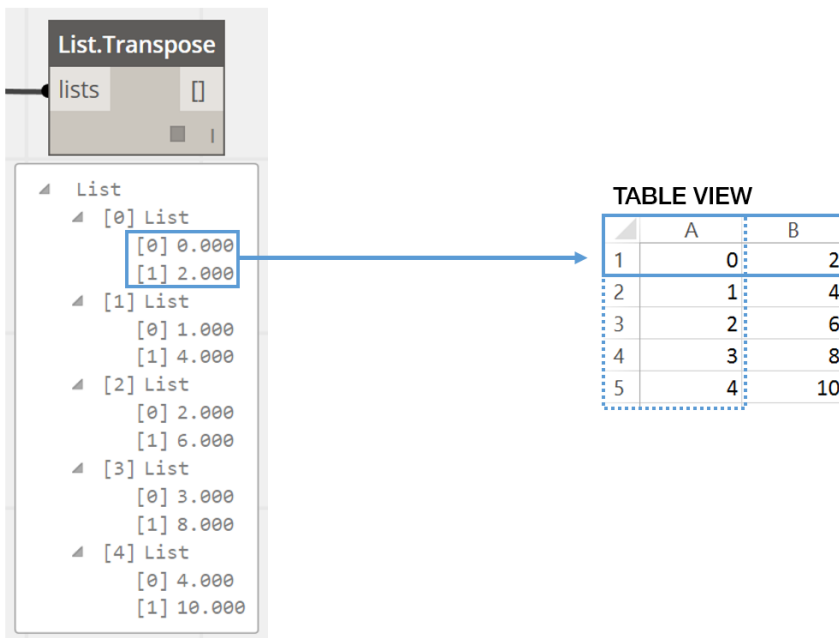 List.Transpose
lists []
l
List
[0] List
[0] 0.000
[1] 2.000
[1] List
[0] 1.000
[1] 4.000
[2] List
[0] 2.000
[1] 6.000
[3] List
[0] 3.000
[1] 8.000
[4] List
[0] 4.000
[1] 10.000
TABLE VIEW
A B
1 0 2
2 1 4
3 2 6
4 3 8
5 4 10